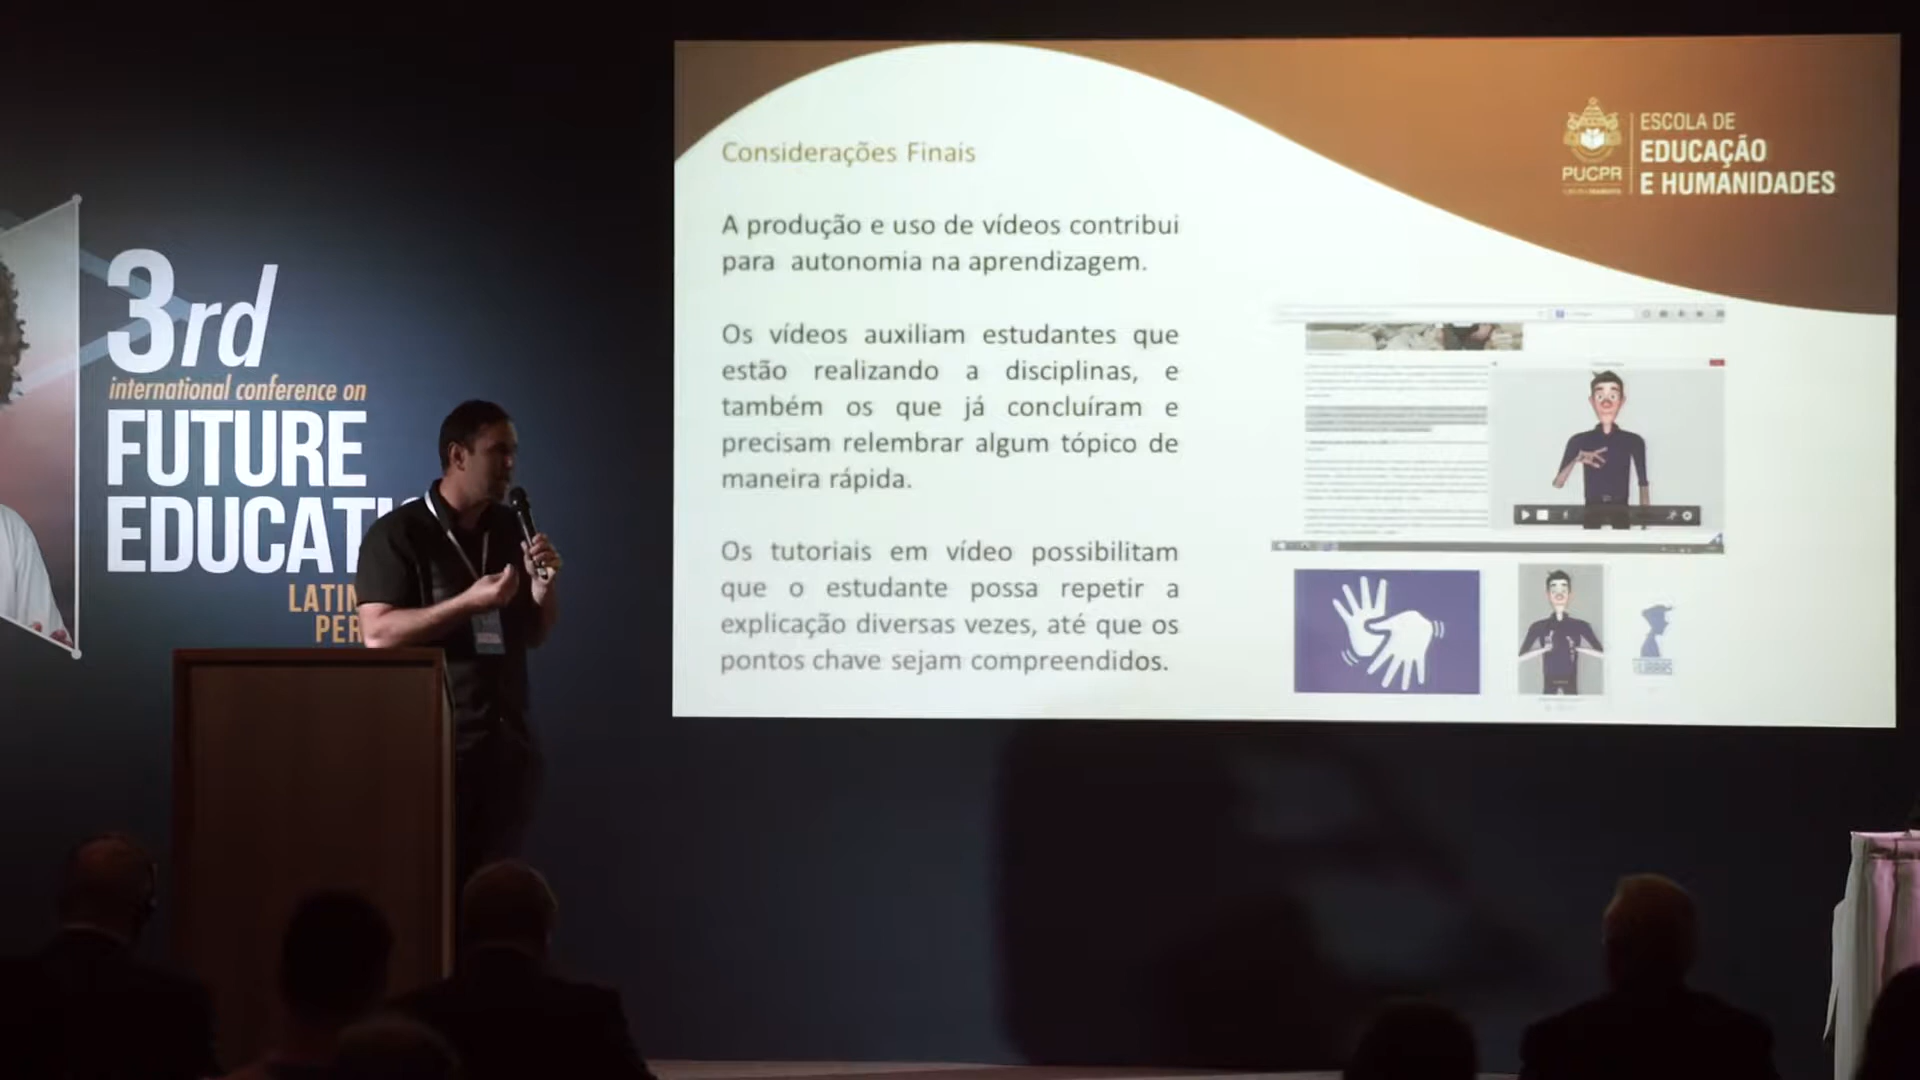 3rd
international conference on
FUTURE
EDUCATI
LATIN
PER
Considerações Finais
A produção e uso de vídeos contribui
para autonomia na aprendizagem.
Os vídeos auxiliam estudantes que
estão realizando a disciplinas, e
também os que já concluíram e
precisam relembrar algum tópico de
maneira rápida.
Os tutoriais em vídeo possibilitam
que o estudante possa repetir a
explicação diversas vezes, até que os
pontos chave sejam compreendidos.
PUCPR
ESCOLA DE
EDUCAÇÃO
E HUMANIDADES